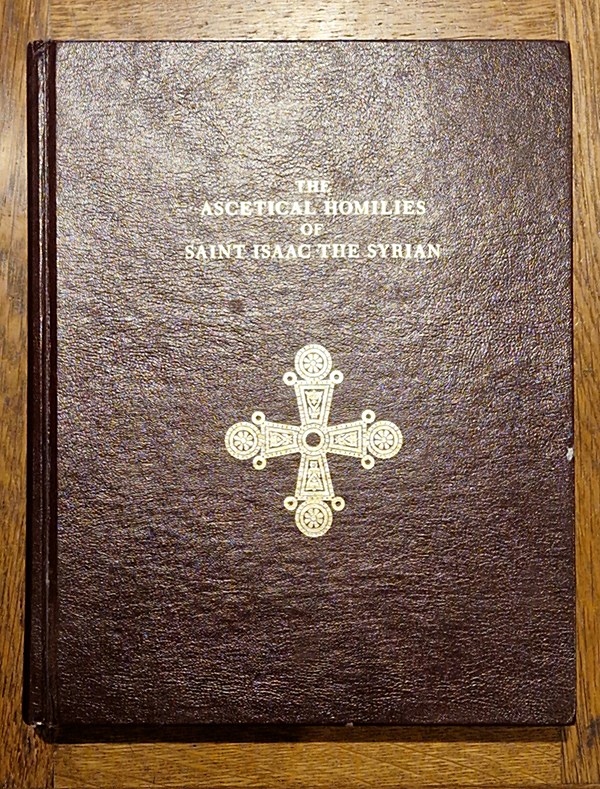 THE
ASCETICAL HOMILIES
OF
SAINT ISAAC THE SYRIAN